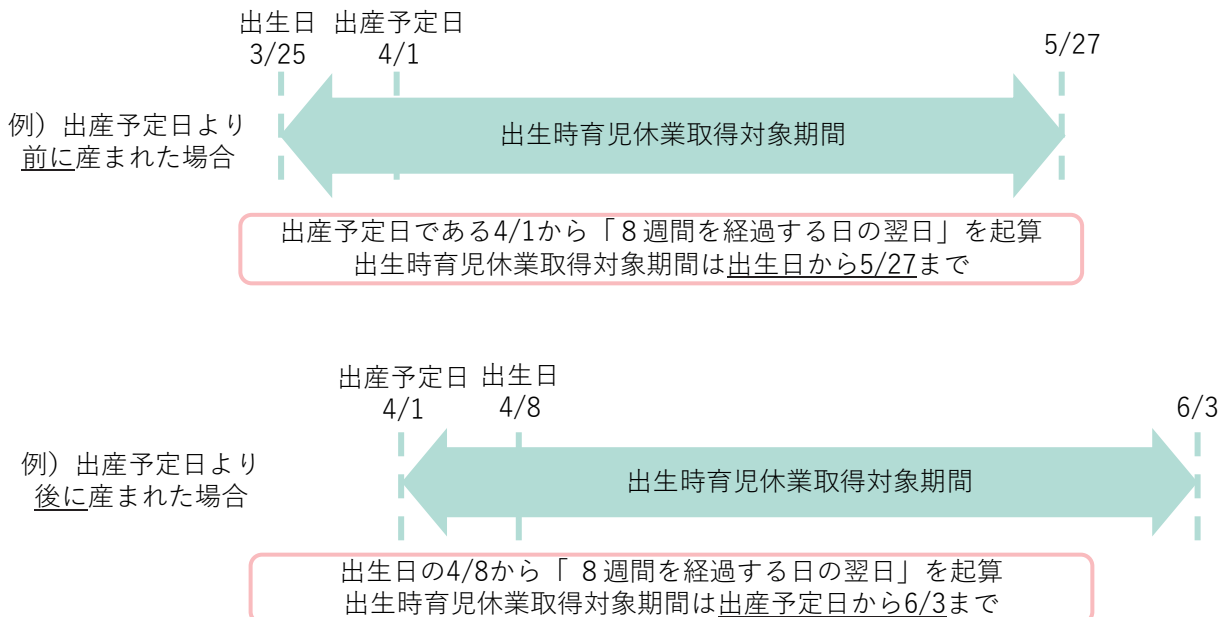 出生日 出産予定日
3/25 4/1 5/27
例）出産予定日より
前に産まれた場合
出生時育児休業取得対象期間
出産予定日である4/1から「８週間を経過する日の翌日」を起算
出生時育児休業取得対象期間は出生日から5/27まで
出産予定日 出生日
4/1 4/8 6/3
例）出産予定日より
後に産まれた場合
出生時育児休業取得対象期間
出生日の4/8から「 ８週間を経過する日の翌日」を起算
出生時育児休業取得対象期間は出産予定日から6/3まで